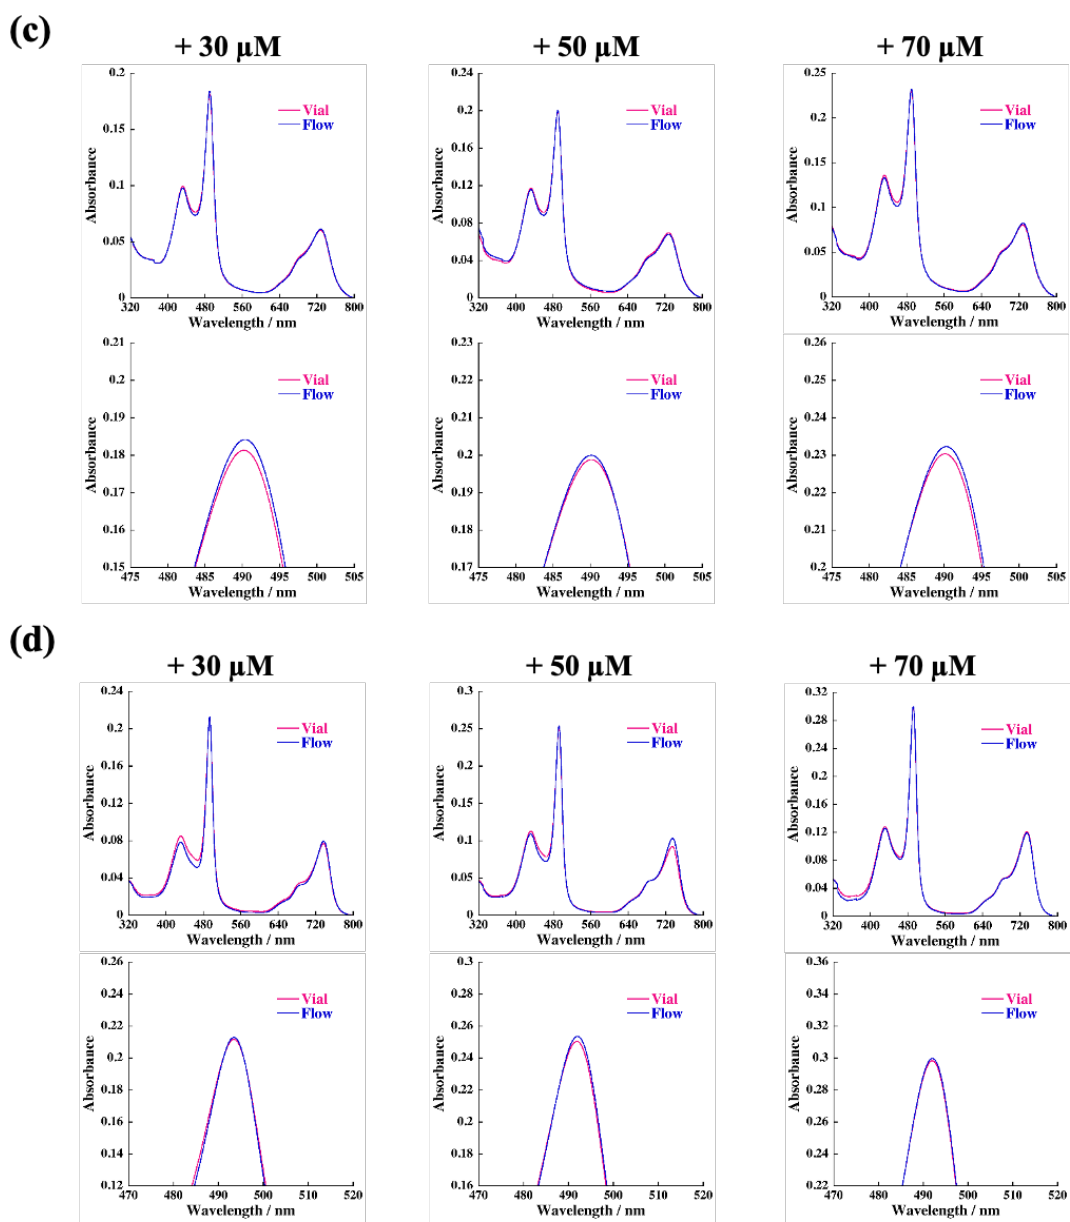 (c)
+ 30 µM
+ 50 µM
+ 70 µM
0.2
0.15
0.1
0.05
0
Absorbance
Vial
Flow
320 400 480 560 640 720 800
Wavelength / nm
0.24
0.2
0.16
0.12
0.08
0.04
0
Absorbance
Vial
Flow
320 400 480 560 640 720 800
Wavelength / nm
0.25
0.2
0.15
0.1
0.05
0
Absorbance
Vial
Flow
320 400 480 560 640 720 800
Wavelength / nm
0.21
0.2
0.19
0.18
0.17
0.16
0.15
Absorbance
Vial
Flow
475 480 485 490 495 500 505
Wavelength / nm
0.23
0.22
0.21
0.2
0.19
0.18
0.17
Absorbance
Vial
Flow
475 480 485 490 495 500 505
Wavelength / nm
0.26
0.25
0.24
0.23
0.22
0.21
0.2
Absorbance
Vial
Flow
475 480 485 490 495 500 505
Wavelength / nm
(d)
+ 30 µM
+ 50 µM
+ 70 µM
0.24
0.2
0.16
0.12
0.08
0.04
0
Absorbance
Vial
Flow
320 400 480 560 640 720 800
Wavelength / nm
0.3
0.25
0.2
0.15
0.1
0.05
0
Absorbance
Vial
Flow
320 400 480 560 640 720 800
Wavelength / nm
0.32
0.28
0.24
0.2
0.16
0.12
0.08
0.04
0
Absorbance
Vial
Flow
320 400 480 560 640 720 800
Wavelength / nm
0.26
0.24
0.22
0.2
0.18
0.16
0.14
0.12
Absorbance
Vial
Flow
470 480 490 500 510 520
Wavelength / nm
0.3
0.28
0.26
0.24
0.22
0.2
0.18
0.16
Absorbance
Vial
Flow
470 480 490 500 510 520
Wavelength / nm
0.36
0.34
0.32
0.3
0.28
0.26
0.24
0.22
Absorbance
Vial
Flow
470 480 490 500 510 520
Wavelength / nm